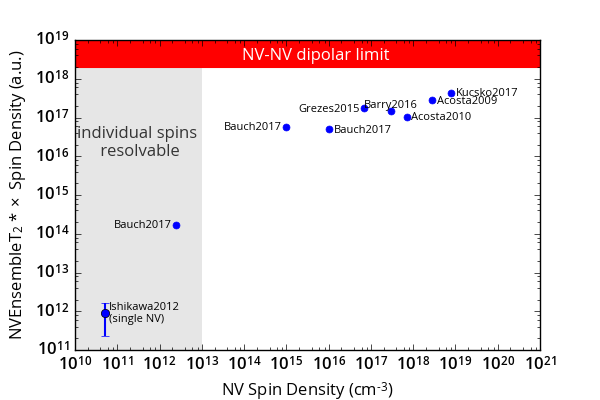 10¹⁹
NV-NV dipolar limit
10¹⁸
Kucsko2017
Acosta2009
Barry2016
Grezes2015
10¹⁷
Acosta2010
individual spins
resolvable
Bauch2017
Bauch2017
10¹⁶
10¹⁵
10¹⁴
Bauch2017
10¹³
10¹²
Ishikawa2012
(single NV)
10¹¹
10¹⁰ 10¹¹ 10¹² 10¹³ 10¹⁴ 10¹⁵ 10¹⁶ 10¹⁷ 10¹⁸ 10¹⁹ 10²⁰ 10²¹
NV Spin Density (cm⁻³)
NVEnsembleT₂ * × Spin Density (a.u.)